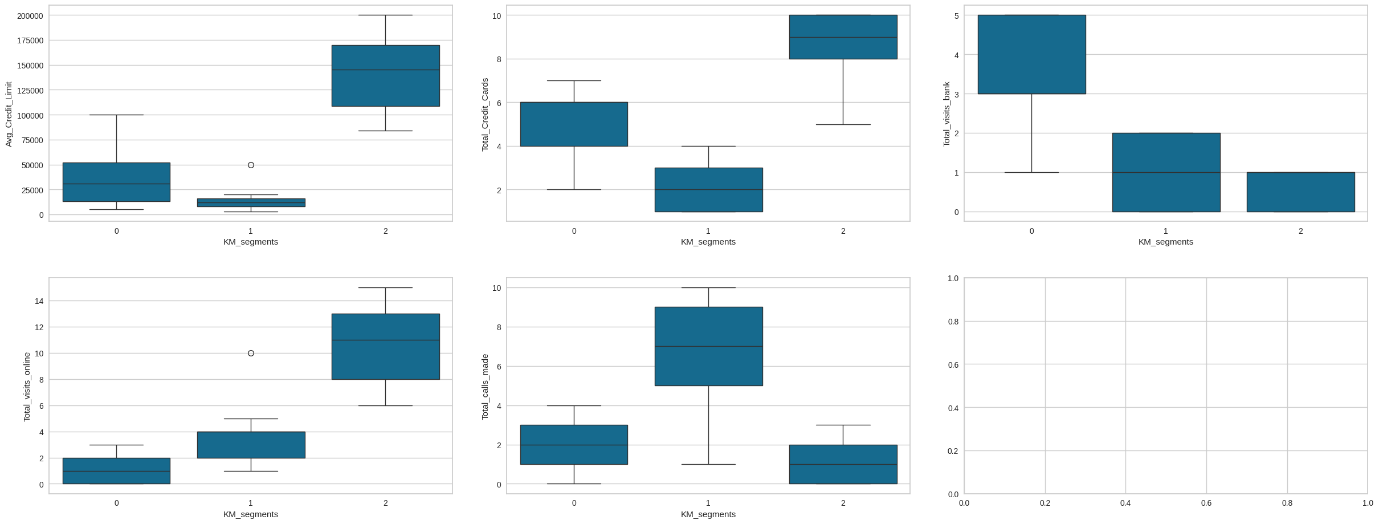 Avg_Credit_Limit
200000
175000
150000
125000
100000
75000
50000
25000
0
0 1 2
KM_segments
Total_Credit_Cards
10
8
6
4
2
0 1 2
KM_segments
Total_visits_bank
5
4
3
2
1
0
0 1 2
KM_segments
Total_visits_online
14
12
10
8
6
4
2
0
0 1 2
KM_segments
Total_calls_made
10
8
6
4
2
0
0 1 2
KM_segments
1.0
0.8
0.6
0.4
0.2
0.0
0.0 0.2 0.4 0.6 0.8 1.0